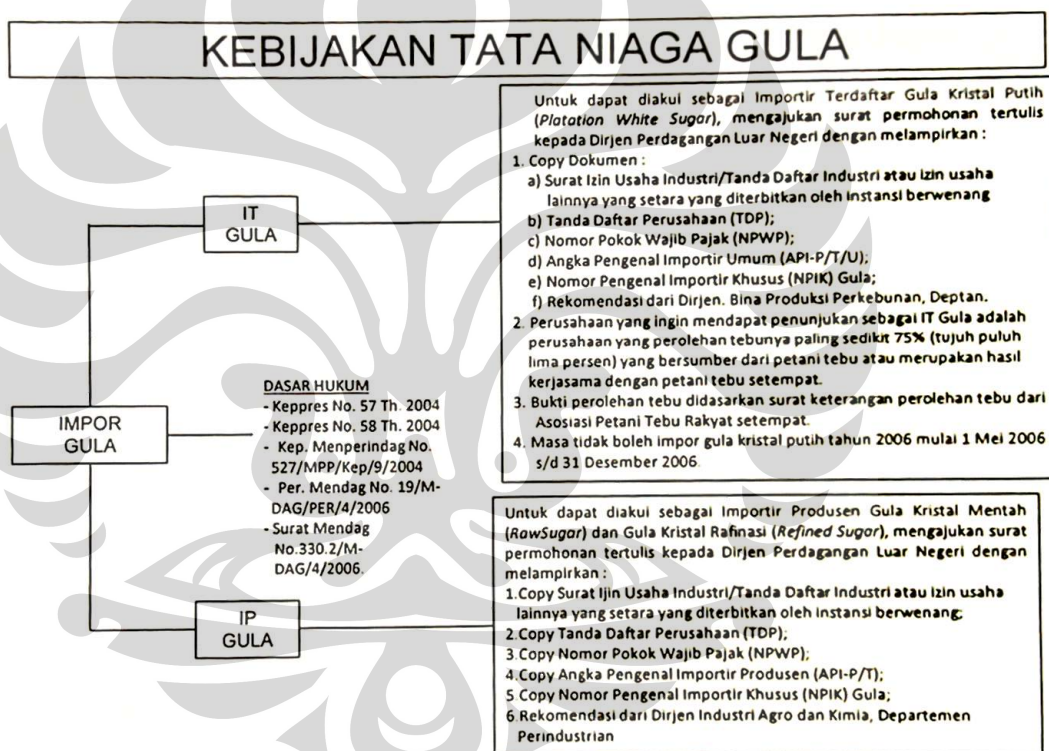 KEBIJAKAN TATA NIAGA GULA
Untuk dapat diakui sebagai Importir Terdaftar Gula Kristal Putih
(Platation White Sugar), mengajukan surat permohonan tertulis
kepada Dirjen Perdagangan Luar Negeri dengan melampirkan :
1. Copy Dokumen :
a) Surat Izin Usaha Industri/Tanda Daftar Industri atau izin usaha
lainnya yang setara yang diterbitkan oleh instansi berwenang
b) Tanda Daftar Perusahaan (TDP);
c) Nomor Pokok Wajib Pajak (NPWP);
d) Angka Pengenal Importir Umum (API-P/T/U);
e) Nomor Pengenal Importir Khusus (NPIK) Gula;
f) Rekomendasi dari Dirjen. Bina Produksi Perkebunan, Deptan.
2. Perusahaan yang ingin mendapat penunjukan sebagai IT Gula adalah
perusahaan yang perolehan tebunya paling sedikit 75% (tujuh puluh
lima persen) yang bersumber dari petani tebu atau merupakan hasil
kerjasama dengan petani tebu setempat.
3. Bukti perolehan tebu didasarkan surat keterangan perolehan tebu dari
Asosiasi Petani Tebu Rakyat setempat.
4. Masa tidak boleh impor gula kristal putih tahun 2006 mulai 1 Mei 2006
s/d 31 Desember 2006.
IT
GULA
IMPOR
GULA
DASAR HUKUM
- Keppres No. 57 Th. 2004
- Keppres No. 58 Th. 2004
- Kep. Menperindag No.
527/MPP/Kep/9/2004
- Per. Mendag No. 19/M-
DAG/PER/4/2006
- Surat Mendag
No.330.2/M-
DAG/4/2006.
IP
GULA
Untuk dapat diakui sebagai Importir Produsen Gula Kristal Mentah
(RawSugar) dan Gula Kristal Rafinasi (Refined Sugar), mengajukan surat
permohonan tertulis kepada Dirjen Perdagangan Luar Negeri dengan
melampirkan :
1.Copy Surat Ijin Usaha Industri/Tanda Daftar Industri atau izin usaha
lainnya yang setara yang diterbitkan oleh instansi berwenang;
2.Copy Tanda Daftar Perusahaan (TDP);
3.Copy Nomor Pokok Wajib Pajak (NPWP);
4.Copy Angka Pengenal Importir Produsen (API-P/T);
5.Copy Nomor Pengenal Importir Khusus (NPIK) Gula;
6.Rekomendasi dari Dirjen Industri Agro dan Kimia, Departemen
Perindustrian